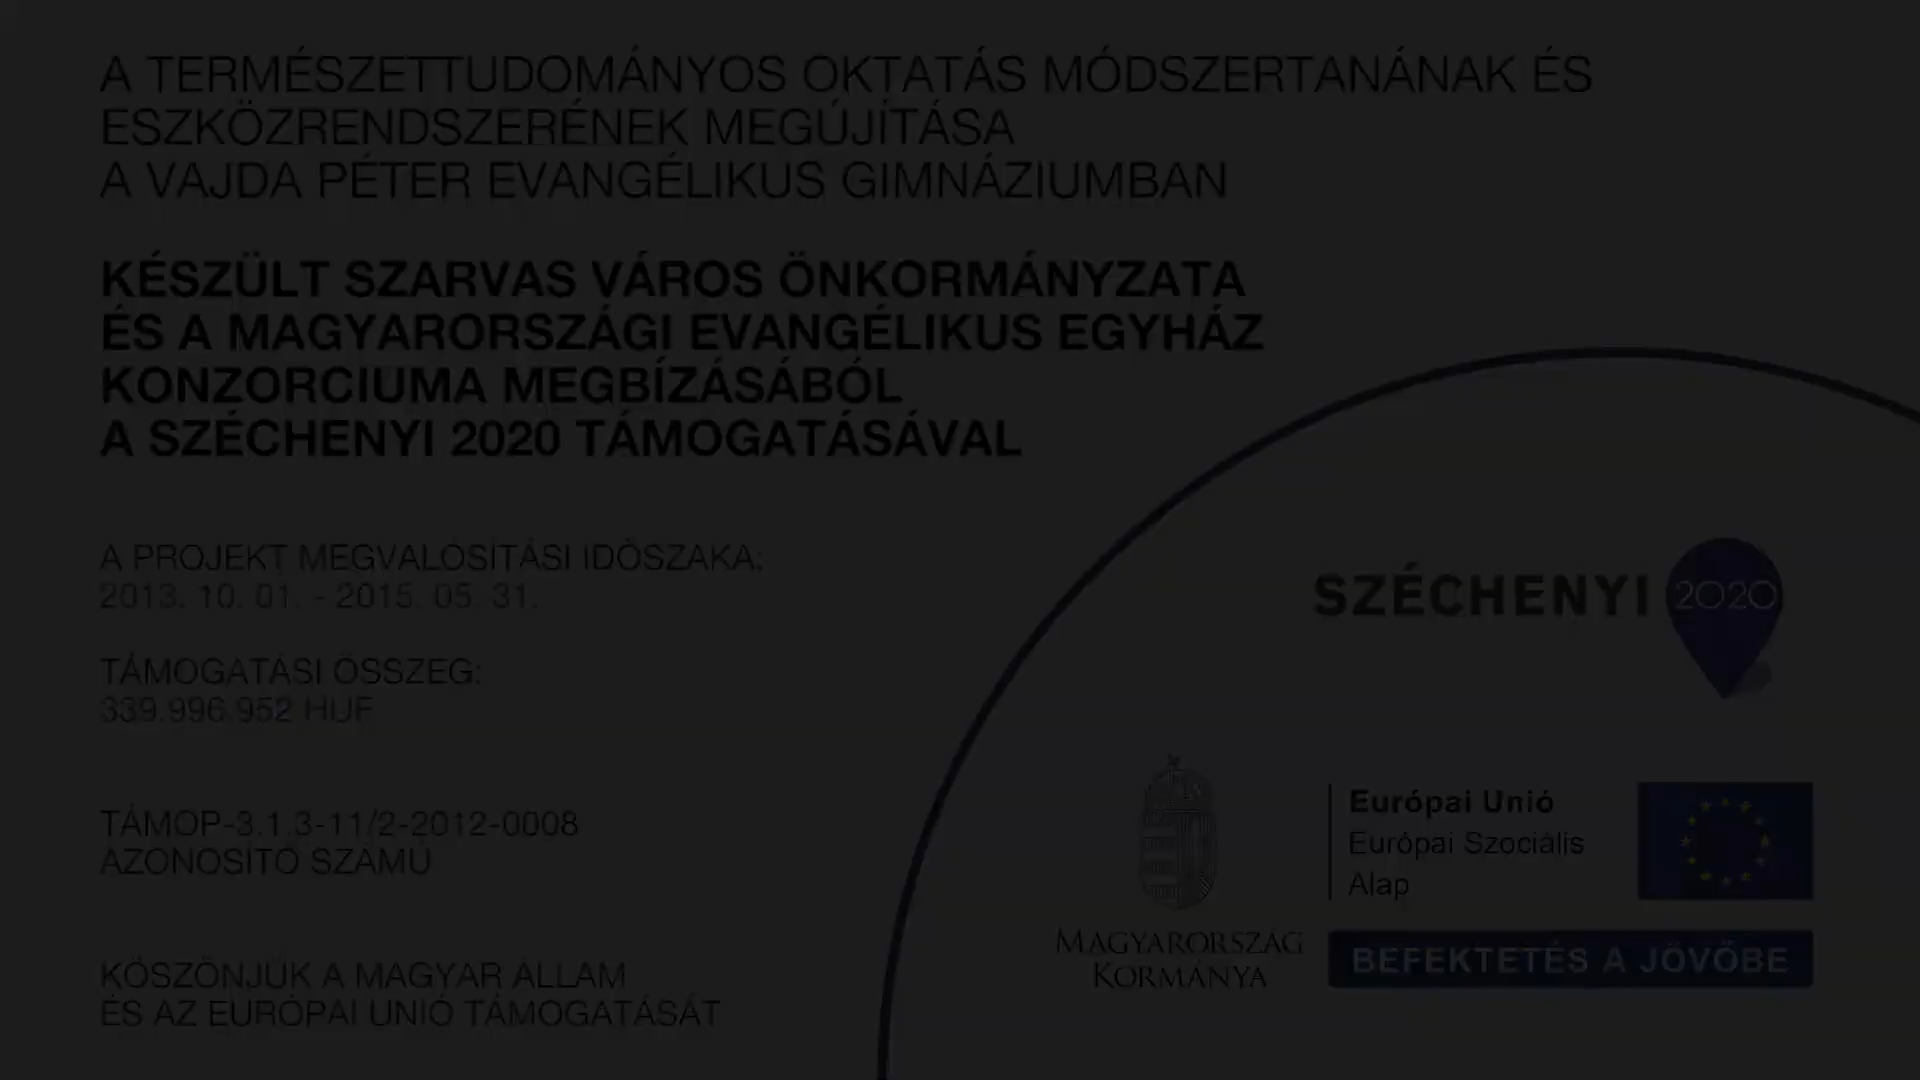 A TERMÉSZETTUDOMÁNYOS OKTATÁS MÓDSZERTANÁNAK ÉS
ESZKÖZRENDSZERÉNEK MEGÚJÍTÁSA
A VAJDA PÉTER EVANGÉLIKUS GIMNÁZIUMBAN
KÉSZÜLT SZARVAS VÁROS ÖNKORMÁNYZATA
ÉS A MAGYARORSZÁGI EVANGÉLIKUS EGYHÁZ
KONZORCIUMA MEGBÍZÁSÁBÓL
A SZÉCHENYI 2020 TÁMOGATÁSÁVAL
A PROJEKT MEGVALÓSÍTÁSI IDŐSZAKA:
2013. 10. 01. - 2015. 05. 31.
TÁMOGATÁSI ÖSSZEG:
339.996.952 HUF
TÁMOP-3.1.3-11/2-2012-0008
AZONOSÍTÓ SZÁMÚ
KÖSZÖNJÜK A MAGYAR ÁLLAM
ÉS AZ EURÓPAI UNIÓ TÁMOGATÁSÁT
SZÉCHENYI 2020
MAGYARORSZÁG
KORMÁNYA
Európai Unió
Európai Szociális
Alap
BEFEKTETÉS A JÖVŐBE